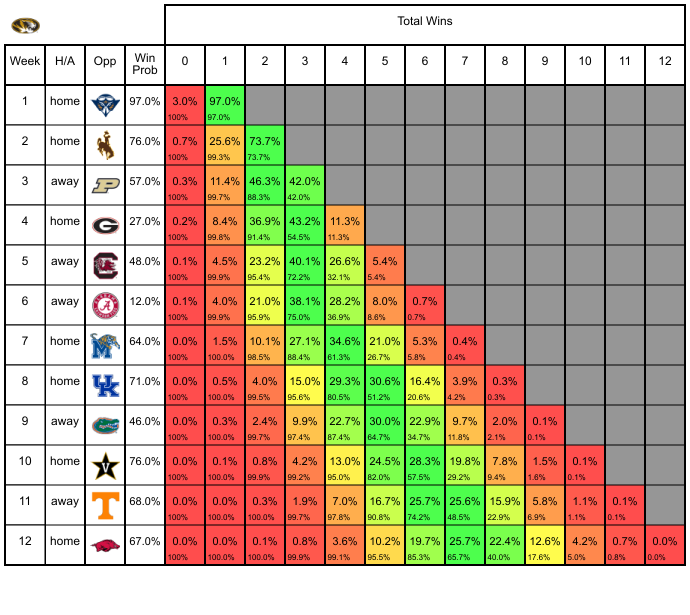 Total Wins
Week H/A Opp Win Prob 0 1 2 3 4 5 6 7 8 9 10 11 12
1 home 97.0% 3.0% 97.0%
100% 97.0%
2 home 76.0% 0.7% 25.6% 73.7%
100% 99.3% 73.7%
3 away P 57.0% 0.3% 11.4% 46.3% 42.0%
100% 99.7% 88.3% 42.0%
4 home G 27.0% 0.2% 8.4% 36.9% 43.2% 11.3%
100% 99.8% 91.4% 54.5% 11.3%
5 away C 48.0% 0.1% 4.5% 23.2% 40.1% 26.6% 5.4%
100% 99.9% 95.4% 72.2% 32.1% 5.4%
6 away A 12.0% 0.1% 4.0% 21.0% 38.1% 28.2% 8.0% 0.7%
100% 99.9% 95.9% 75.0% 36.9% 8.6% 0.7%
7 home M 64.0% 0.0% 1.5% 10.1% 27.1% 34.6% 21.0% 5.3% 0.4%
100% 100.0% 98.5% 88.4% 61.3% 26.7% 5.8% 0.4%
8 home UK 71.0% 0.0% 0.5% 4.0% 15.0% 29.3% 30.6% 16.4% 3.9% 0.3%
100% 100.0% 99.5% 95.6% 80.5% 51.2% 20.6% 4.2% 0.3%
9 away 46.0% 0.0% 0.3% 2.4% 9.9% 22.7% 30.0% 22.9% 9.7% 2.0% 0.1%
100% 100.0% 99.7% 97.4% 87.4% 64.7% 34.7% 11.8% 2.1% 0.1%
10 home V 76.0% 0.0% 0.1% 0.8% 4.2% 13.0% 24.5% 28.3% 19.8% 7.8% 1.5% 0.1%
100% 100.0% 99.9% 99.2% 95.0% 82.0% 57.5% 29.2% 9.4% 1.6% 0.1%
11 away T 68.0% 0.0% 0.0% 0.3% 1.9% 7.0% 16.7% 25.7% 25.6% 15.9% 5.8% 1.1% 0.1%
100% 100.0% 100.0% 99.7% 97.8% 90.8% 74.2% 48.5% 22.9% 6.9% 1.1% 0.1%
12 home 67.0% 0.0% 0.0% 0.1% 0.8% 3.6% 10.2% 19.7% 25.7% 22.4% 12.6% 4.2% 0.7% 0.0%
100% 100.0% 100.0% 99.9% 99.1% 95.5% 85.3% 65.7% 40.0% 17.6% 5.0% 0.8% 0.0%